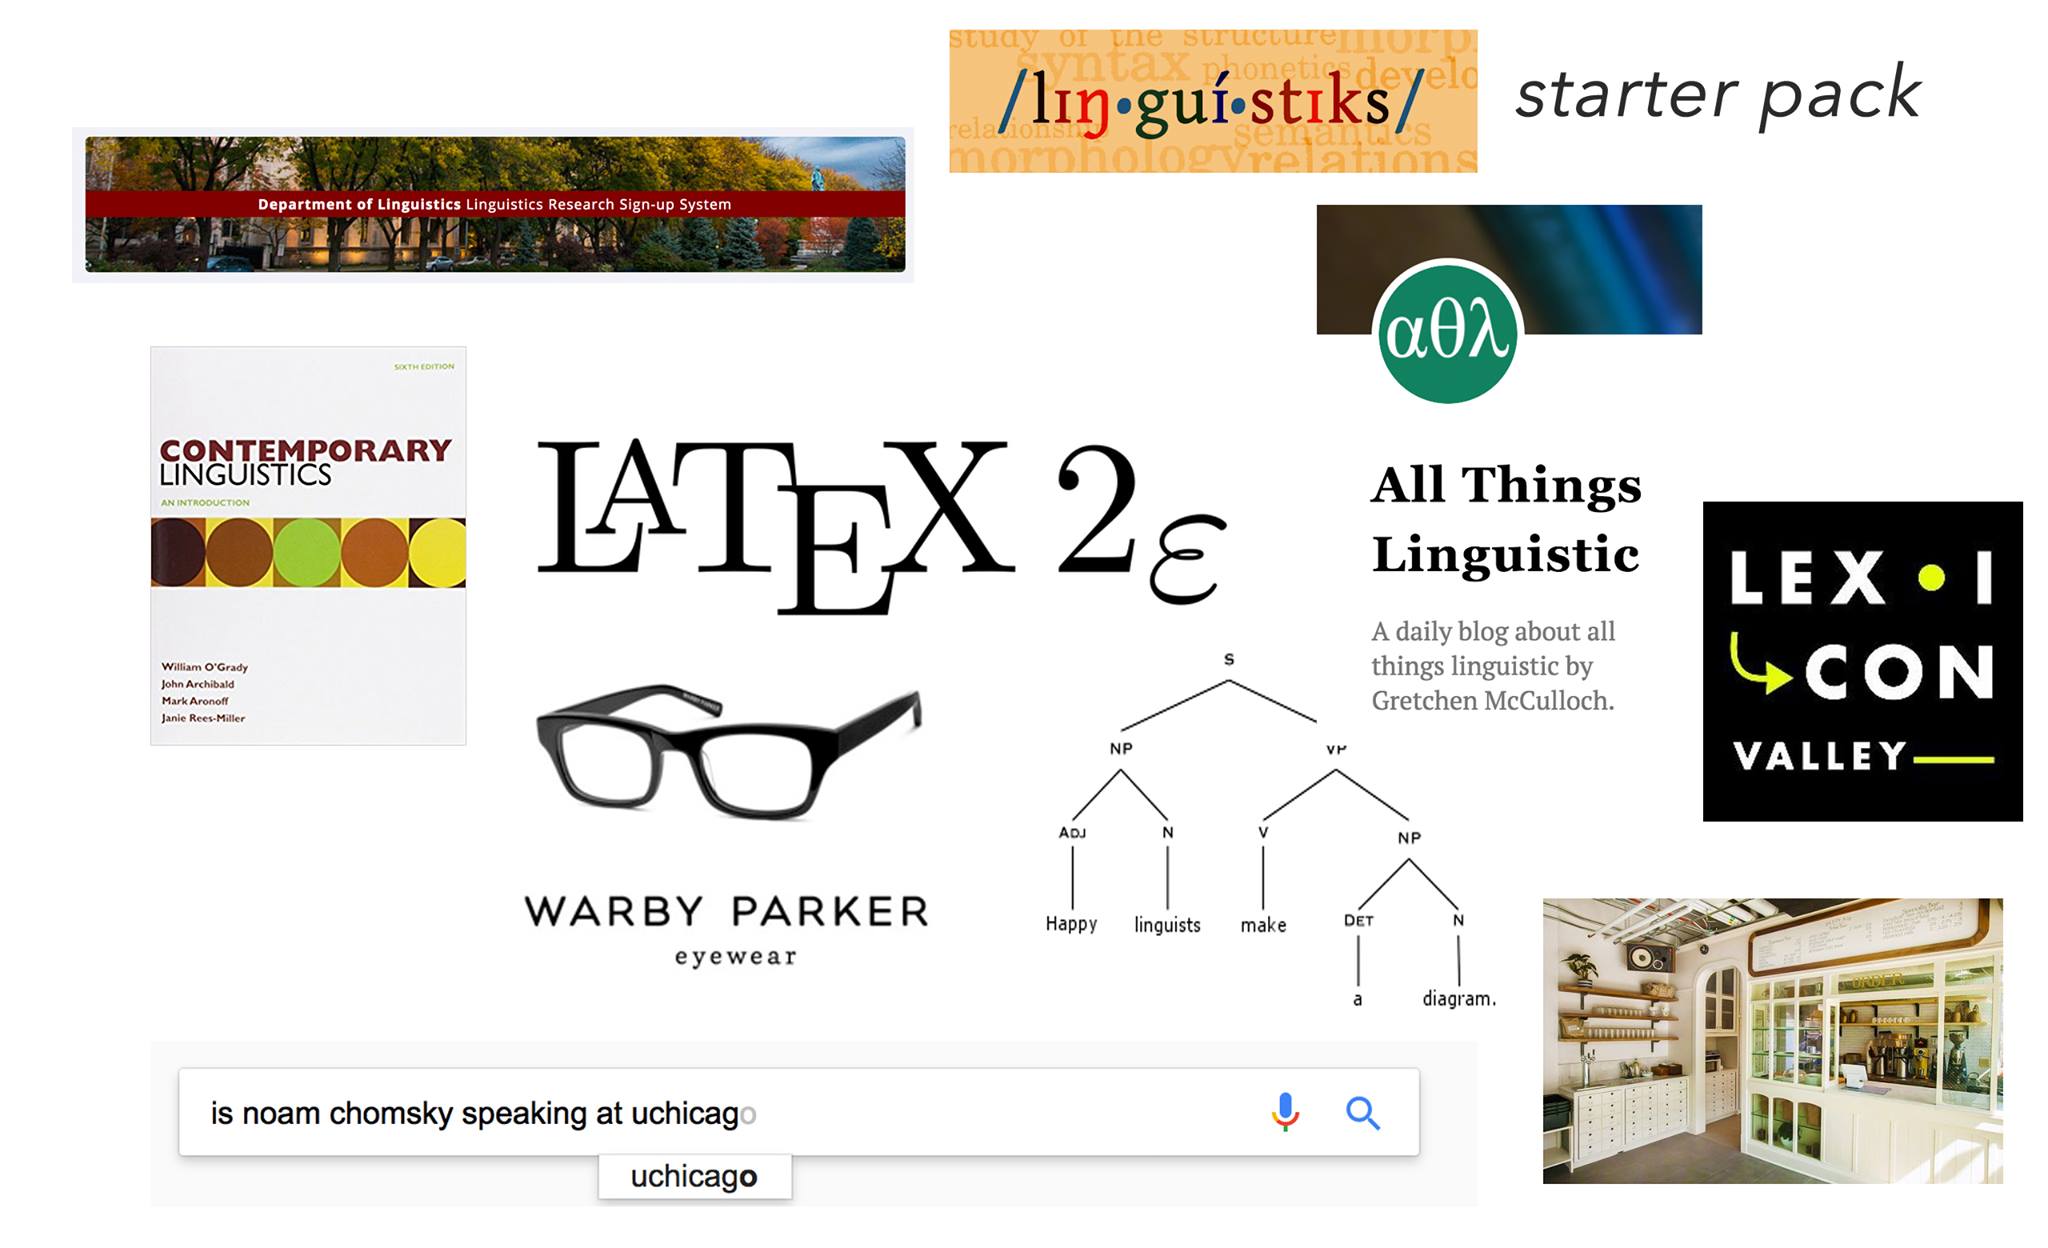 study of the structure morp
syntax phonetics develo
/lɪŋ•guí•stɪks/
relationship semantics
morphology relations
starter pack
Department of Linguistics Linguistics Research Sign-up System
αθλ
SIXTH EDITION
CONTEMPORARY
LINGUISTICS
AN INTRODUCTION
William O'Grady
John Archibald
Mark Aronoff
Janie Rees-Miller
LATEX 2ε
All Things
Linguistic
A daily blog about all
things linguistic by
Gretchen McCulloch.
LEX•I
CON
VALLEY
WARBY PARKER
eyewear
S
NP VP
ADJ N V NP
Happy linguists make DET N
a diagram.
ORDER
is noam chomsky speaking at uchicago
uchicago